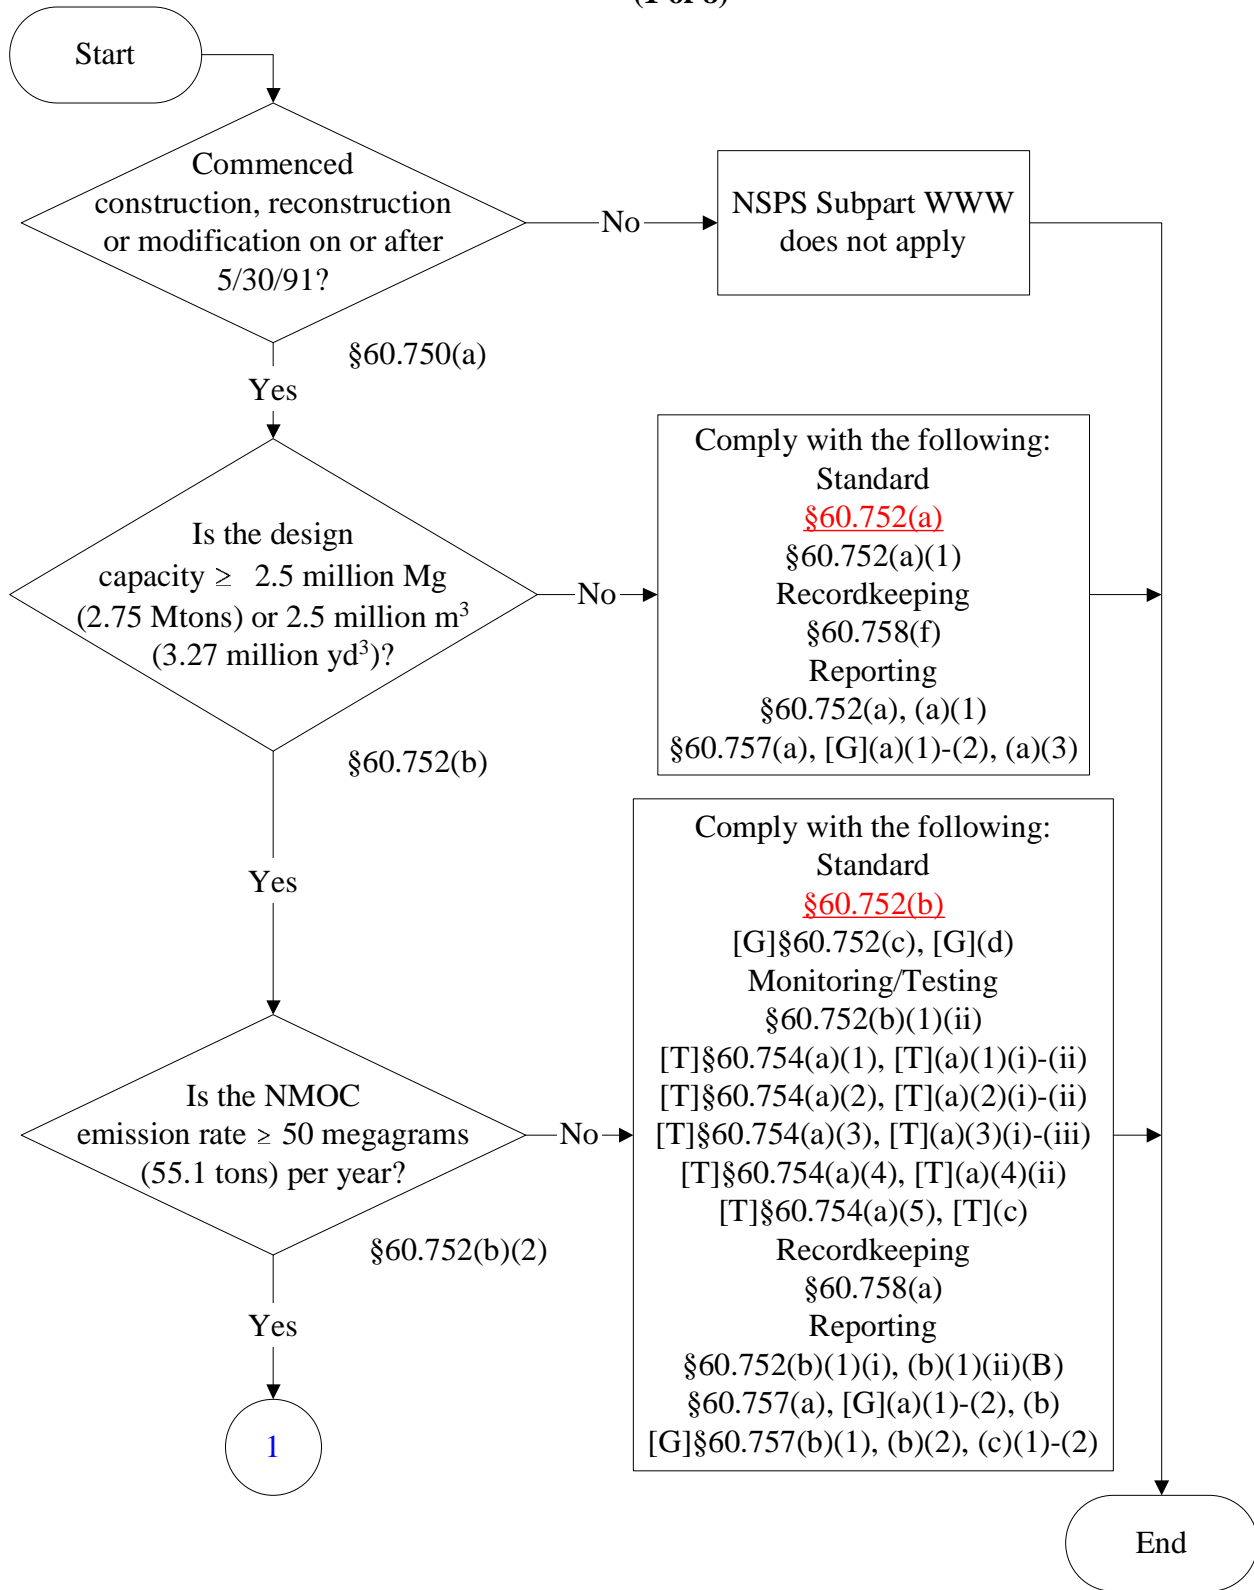 (1 of 8)
Start
Commenced
construction, reconstruction
or modification on or after
5/30/91?
No
NSPS Subpart WWW
does not apply
§60.750(a)
Yes
Is the design
capacity ≥ 2.5 million Mg
(2.75 Mtons) or 2.5 million m³
(3.27 million yd³)?
No
Comply with the following:
Standard
§60.752(a)
§60.752(a)(1)
Recordkeeping
§60.758(f)
Reporting
§60.752(a), (a)(1)
§60.757(a), [G](a)(1)-(2), (a)(3)
§60.752(b)
Yes
Is the NMOC
emission rate ≥ 50 megagrams
(55.1 tons) per year?
No
Comply with the following:
Standard
§60.752(b)
[G]§60.752(c), [G](d)
Monitoring/Testing
§60.752(b)(1)(ii)
[T]§60.754(a)(1), [T](a)(1)(i)-(ii)
[T]§60.754(a)(2), [T](a)(2)(i)-(ii)
[T]§60.754(a)(3), [T](a)(3)(i)-(iii)
[T]§60.754(a)(4), [T](a)(4)(ii)
[T]§60.754(a)(5), [T](c)
Recordkeeping
§60.758(a)
Reporting
§60.752(b)(1)(i), (b)(1)(ii)(B)
§60.757(a), [G](a)(1)-(2), (b)
[G]§60.757(b)(1), (b)(2), (c)(1)-(2)
§60.752(b)(2)
Yes
1
End